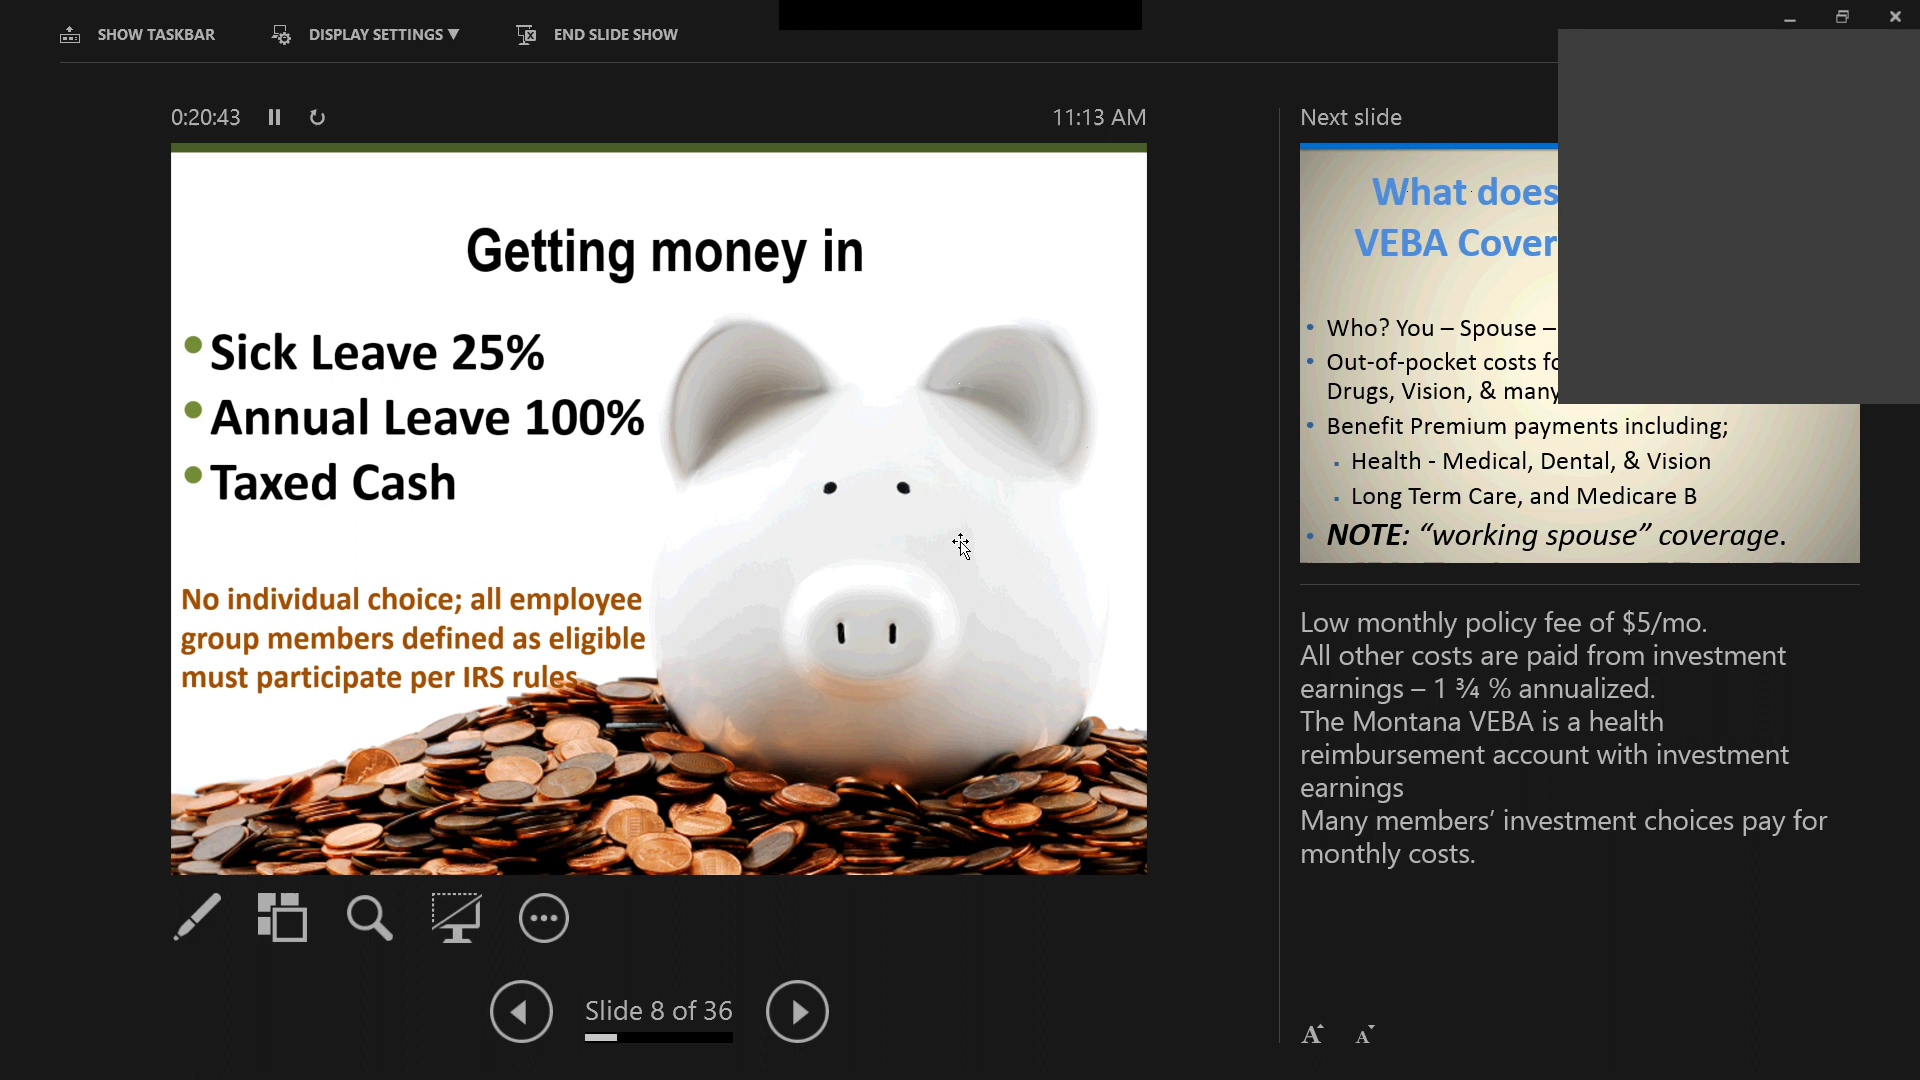 SHOW TASKBAR
DISPLAY SETTINGS ▼
END SLIDE SHOW
0:20:43
11:13 AM
Getting money in
• Sick Leave 25%
• Annual Leave 100%
• Taxed Cash
No individual choice; all employee
group members defined as eligible
must participate per IRS rules.
Slide 8 of 36
Next slide
What does
VEBA Cover
• Who? You – Spouse –
• Out-of-pocket costs
Drugs, Vision, & many
• Benefit Premium payments including;
▪ Health - Medical, Dental, & Vision
▪ Long Term Care, and Medicare B
• NOTE: “working spouse” coverage.
Low monthly policy fee of $5/mo.
All other costs are paid from investment
earnings – 1 ¾ % annualized.
The Montana VEBA is a health
reimbursement account with investment
earnings
Many members’ investment choices pay for
monthly costs.
A A